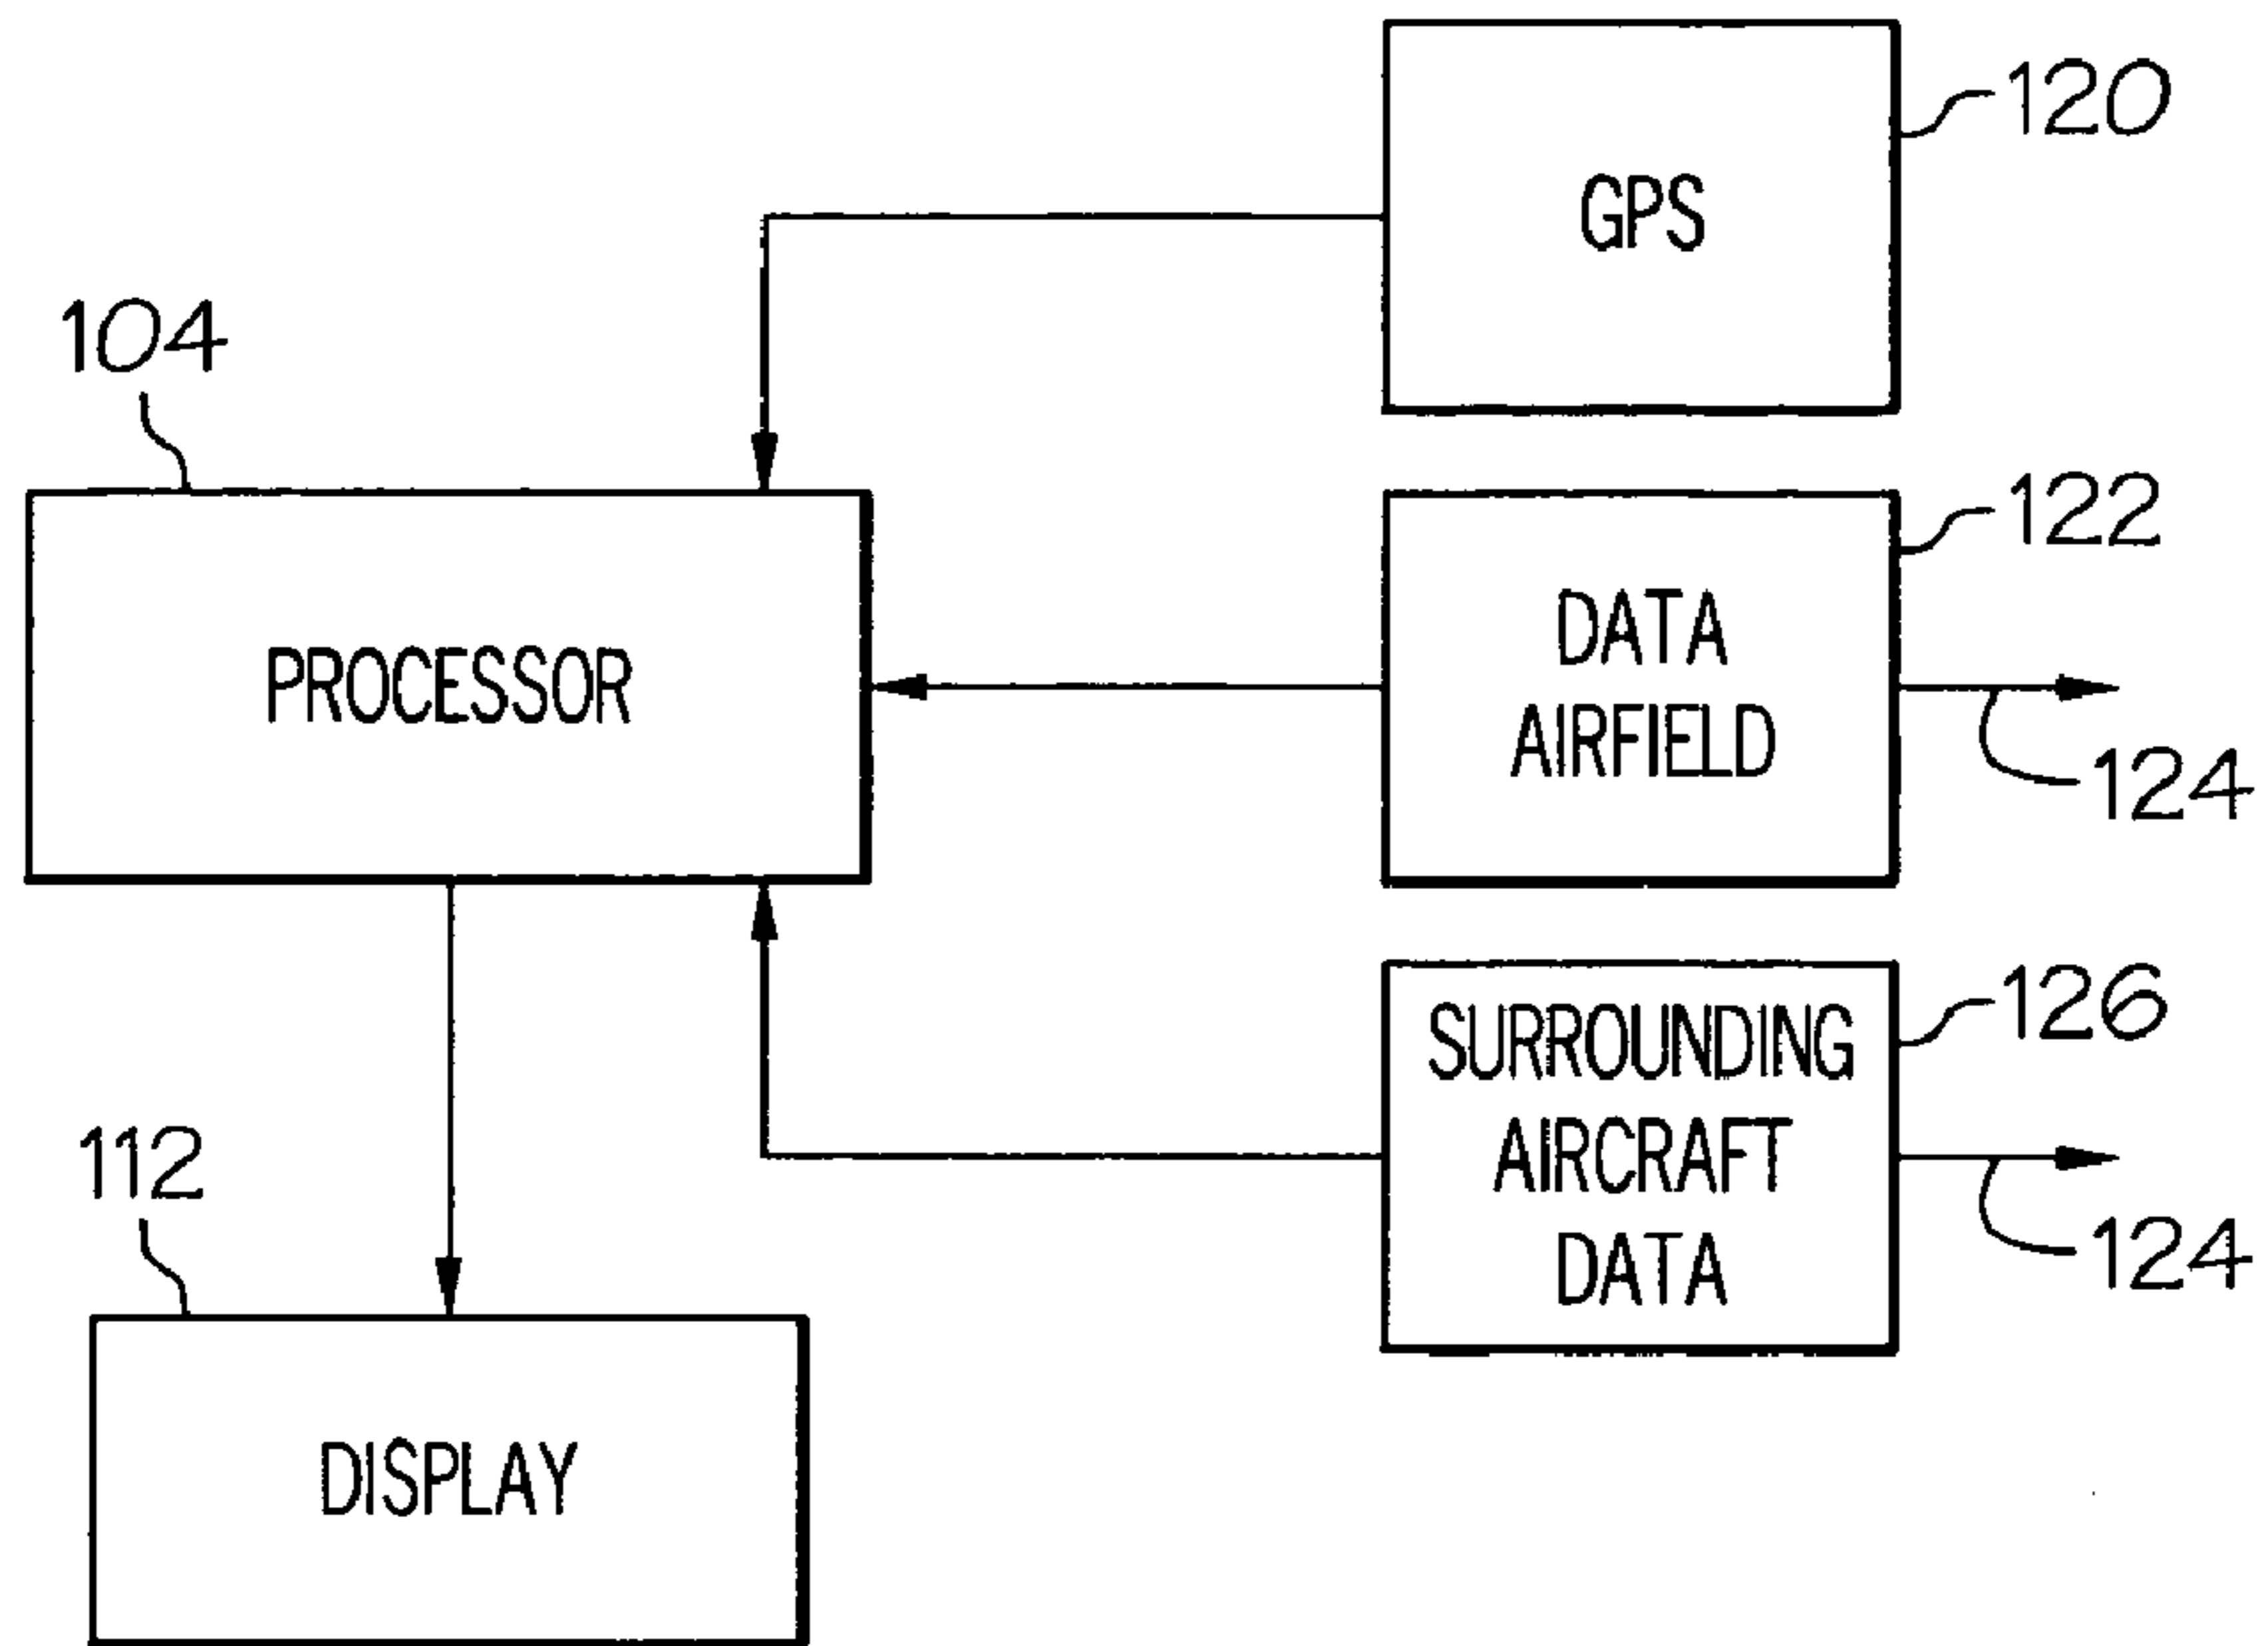 GPS
120
104
PROCESSOR
DATA
AIRFIELD
122
124
SURROUNDING
AIRCRAFT
DATA
126
124
112
DISPLAY